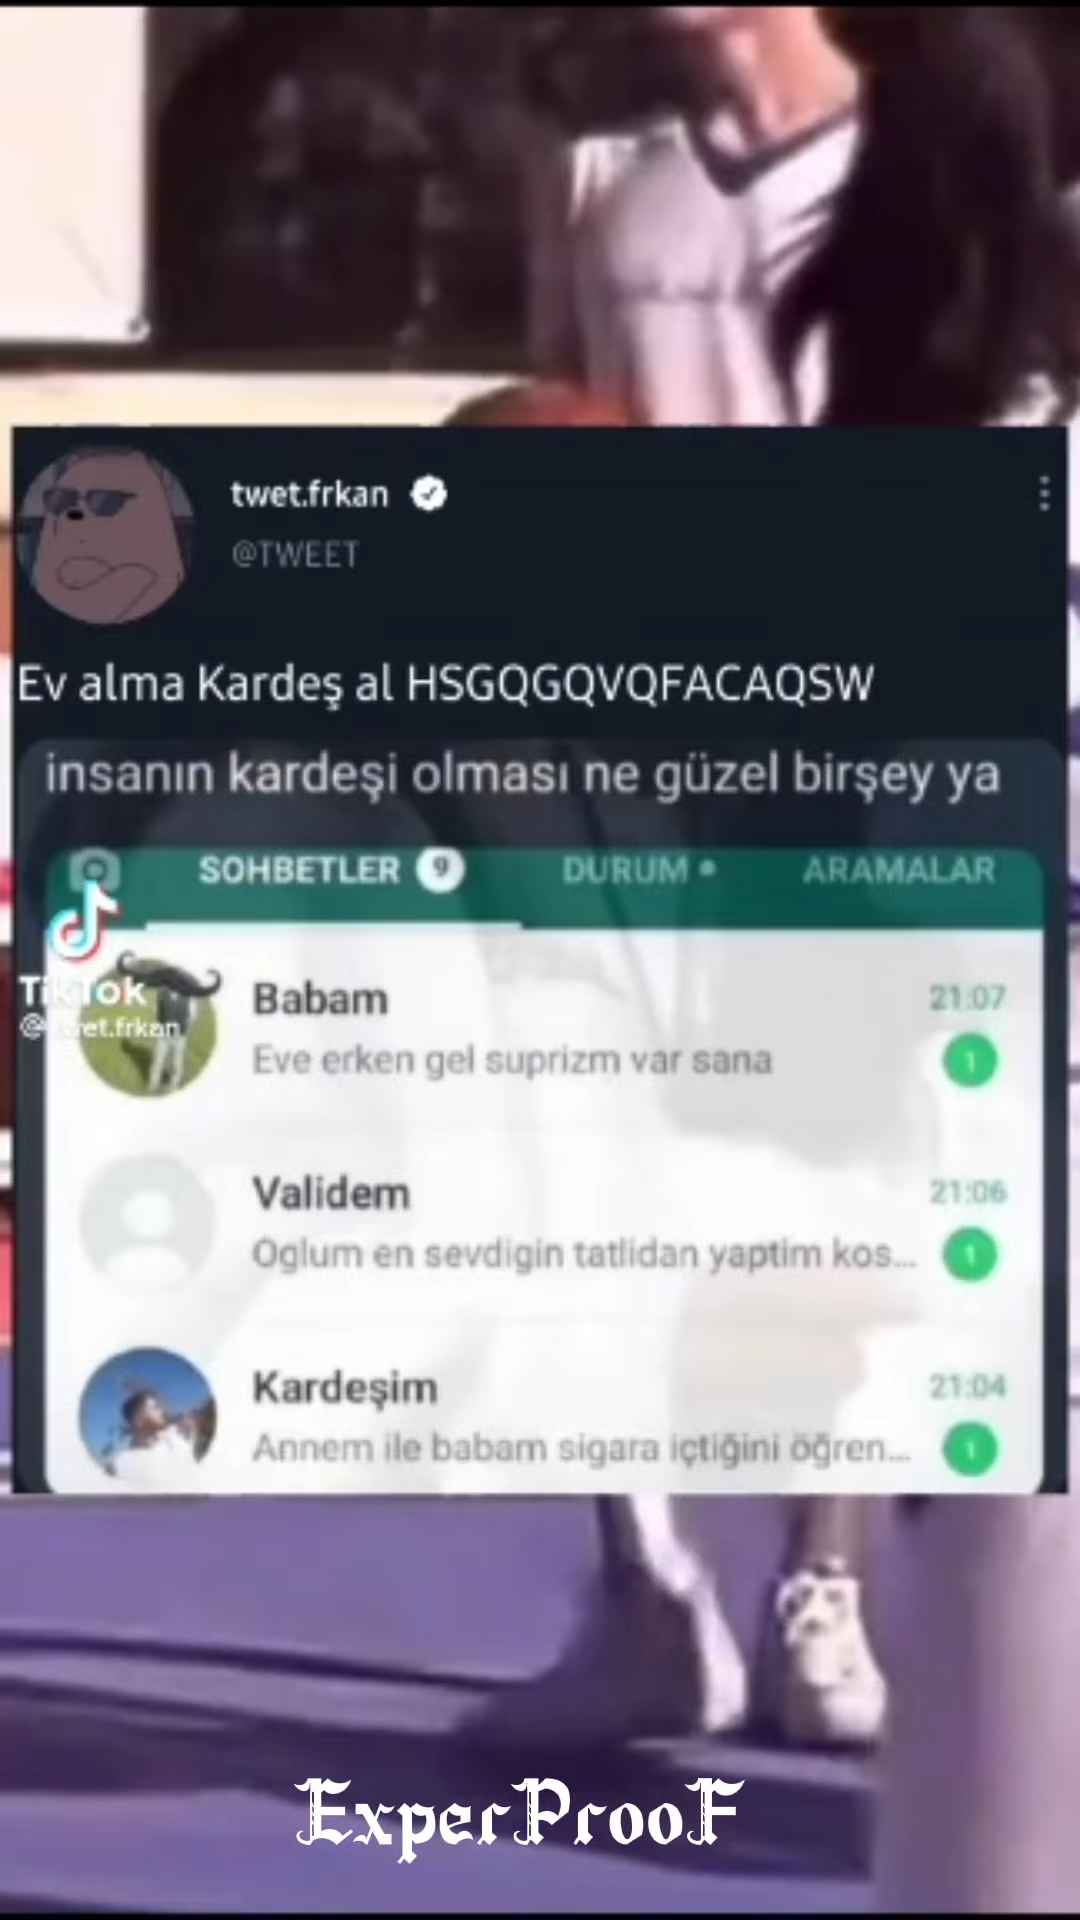 twet.frkan
@TWEET
Ev alma Kardeş al HSGQGQVQFACAQSW
insanın kardeşi olması ne güzel birşey ya
SOHBETLER 9 DURUM ARAMALAR
Babam 21:07
Eve erken gel suprizm var sana 1
Validem 21:06
Oglum en sevdigin tatlidan yaptim kos... 1
Kardeşim 21:04
Annem ile babam sigara içtiğini öğren... 1
TikTok
@twet.frkan
ExperProoF